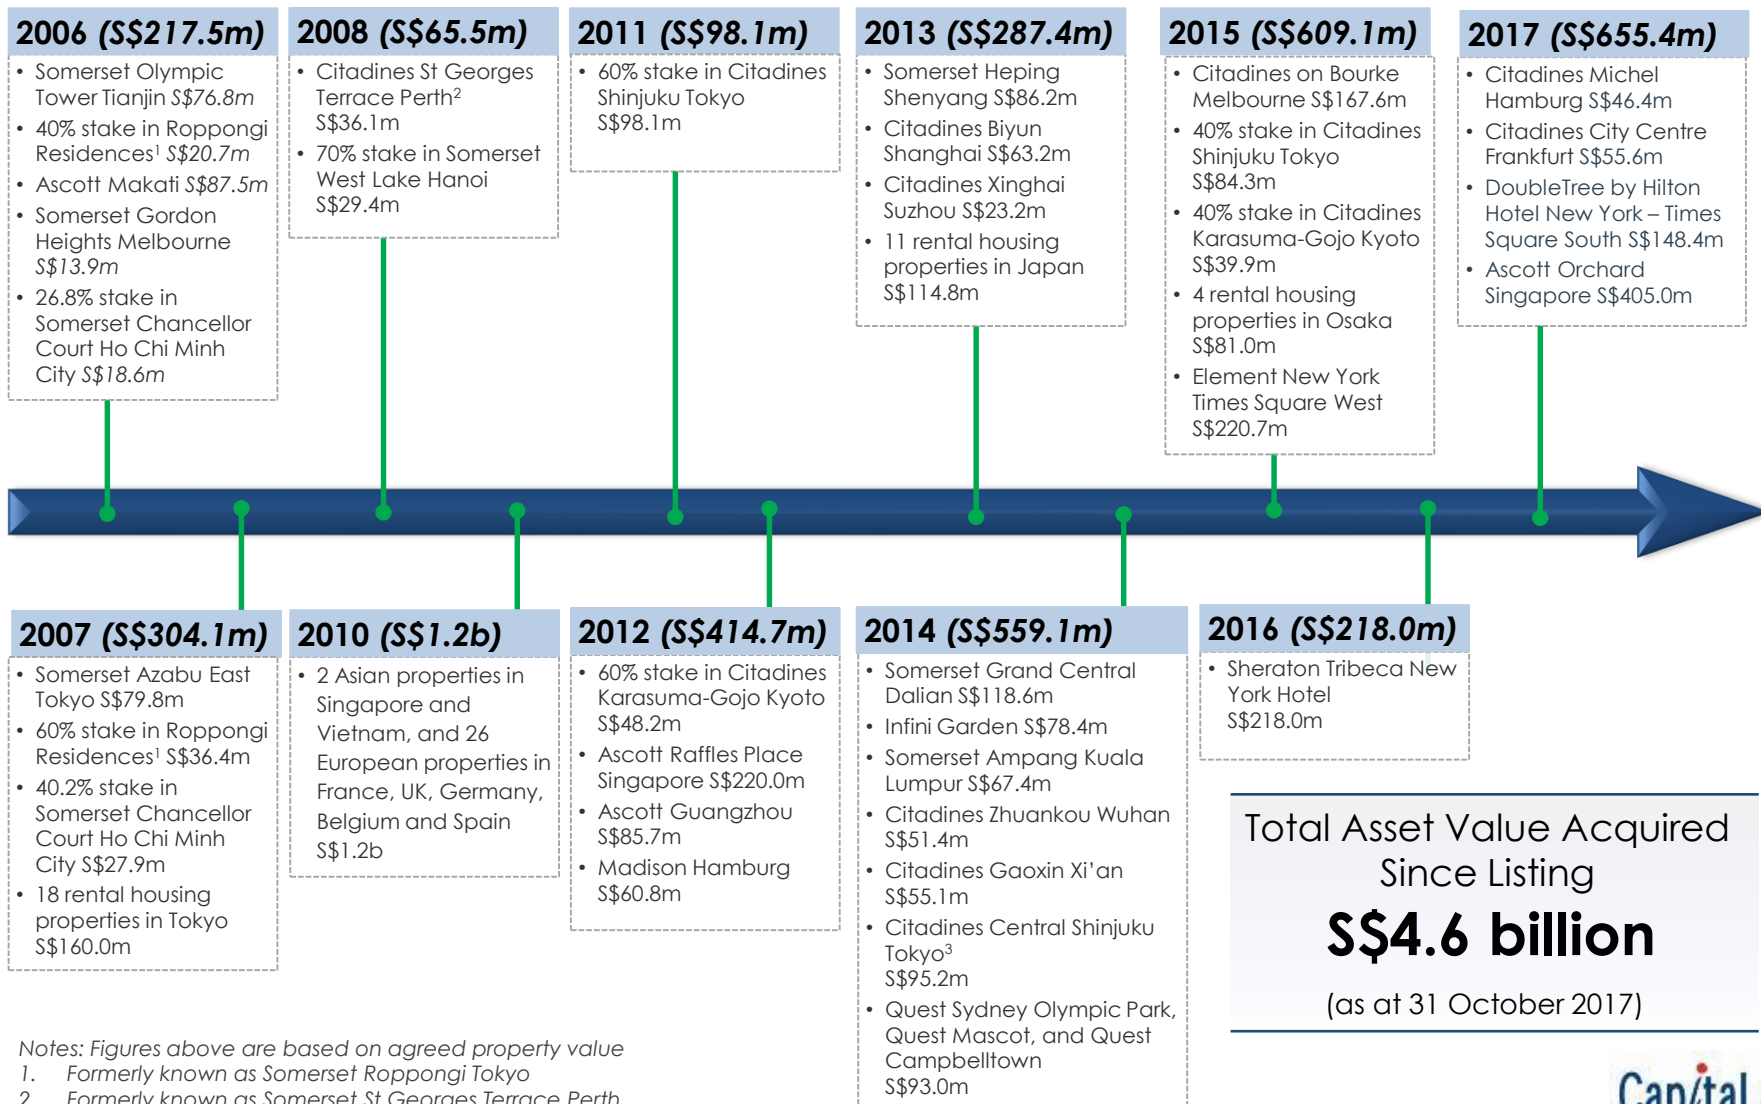 2006 (S$217.5m)
• Somerset Olympic
Tower Tianjin S$76.8m
• 40% stake in Roppongi
Residences¹ S$20.7m
• Ascott Makati S$87.5m
• Somerset Gordon
Heights Melbourne
S$13.9m
• 26.8% stake in
Somerset Chancellor
Court Ho Chi Minh
City S$18.6m
2008 (S$65.5m)
• Citadines St Georges
Terrace Perth²
S$36.1m
• 70% stake in Somerset
West Lake Hanoi
S$29.4m
2011 (S$98.1m)
• 60% stake in Citadines
Shinjuku Tokyo
S$98.1m
2013 (S$287.4m)
• Somerset Heping
Shenyang S$86.2m
• Citadines Biyun
Shanghai S$63.2m
• Citadines Xinghai
Suzhou S$23.2m
• 11 rental housing
properties in Japan
S$114.8m
2015 (S$609.1m)
• Citadines on Bourke
Melbourne S$167.6m
• 40% stake in Citadines
Shinjuku Tokyo
S$84.3m
• 40% stake in Citadines
Karasuma-Gojo Kyoto
S$39.9m
• 4 rental housing
properties in Osaka
S$81.0m
• Element New York
Times Square West
S$220.7m
2017 (S$655.4m)
• Citadines Michel
Hamburg S$46.4m
• Citadines City Centre
Frankfurt S$55.6m
• DoubleTree by Hilton
Hotel New York – Times
Square South S$148.4m
• Ascott Orchard
Singapore S$405.0m
2007 (S$304.1m)
• Somerset Azabu East
Tokyo S$79.8m
• 60% stake in Roppongi
Residences¹ S$36.4m
• 40.2% stake in
Somerset Chancellor
Court Ho Chi Minh
City S$27.9m
• 18 rental housing
properties in Tokyo
S$160.0m
2010 (S$1.2b)
• 2 Asian properties in
Singapore and
Vietnam, and 26
European properties in
France, UK, Germany,
Belgium and Spain
S$1.2b
2012 (S$414.7m)
• 60% stake in Citadines
Karasuma-Gojo Kyoto
S$48.2m
• Ascott Raffles Place
Singapore S$220.0m
• Ascott Guangzhou
S$85.7m
• Madison Hamburg
S$60.8m
2014 (S$559.1m)
• Somerset Grand Central
Dalian S$118.6m
• Infini Garden S$78.4m
• Somerset Ampang Kuala
Lumpur S$67.4m
• Citadines Zhuankou Wuhan
S$51.4m
• Citadines Gaoxin Xi'an
S$55.1m
• Citadines Central Shinjuku
Tokyo³
S$95.2m
• Quest Sydney Olympic Park,
Quest Mascot, and Quest
Campbelltown
S$93.0m
2016 (S$218.0m)
• Sheraton Tribeca New
York Hotel
S$218.0m
Total Asset Value Acquired
Since Listing
S$4.6 billion
(as at 31 October 2017)
Notes: Figures above are based on agreed property value
1. Formerly known as Somerset Roppongi Tokyo
2. Formerly known as Somerset St Georges Terrace Perth
Capital